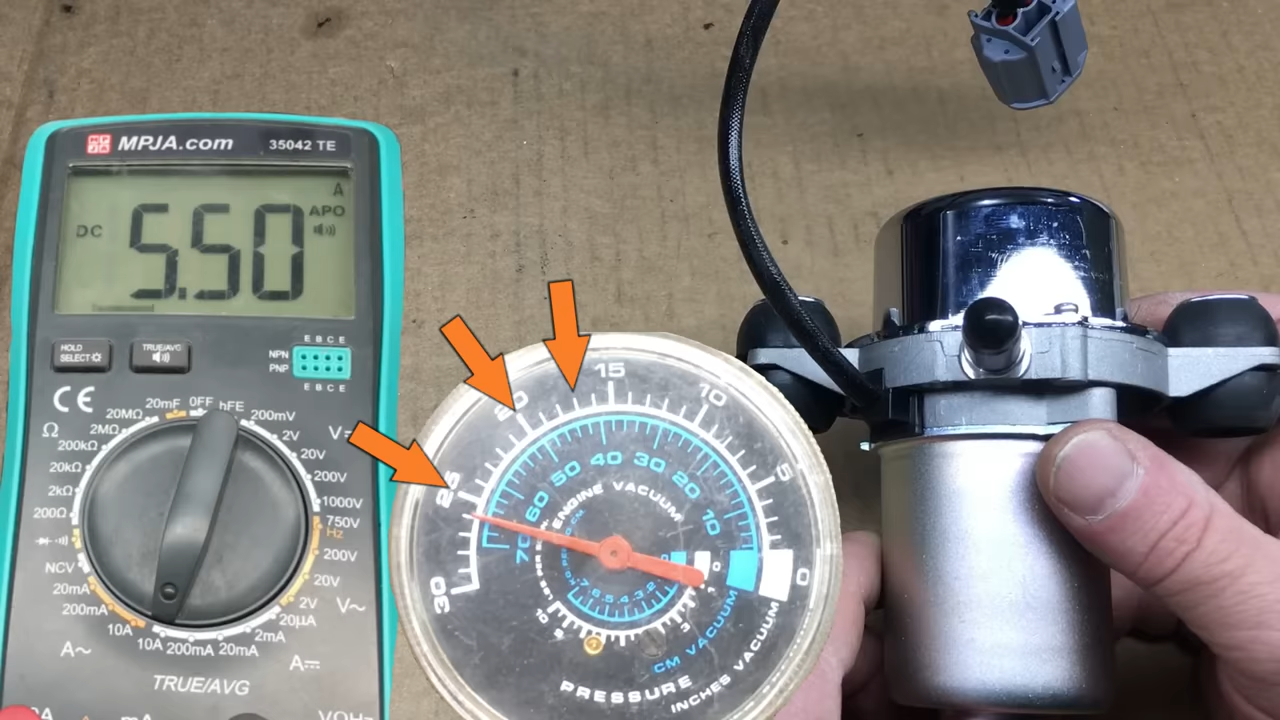 MPJA.com 35042 TE
A
DC 5.50 APO
HOLD
SELECT
TRUE/AVG
E B C E
NPN
PNP
E B C E
20mF OFF hFE
20MΩ 200mV
Ω 2MΩ 2V V
200kΩ 20V
20kΩ 200V
2kΩ 1000V
200Ω 750V
Hz
NCV 200V
20mA 20V V~
200mA 2V
10A 20µA
10A 200mA 20mA 2mA
A~ A
TRUE/AVG
mA VΩHz
15
20 10
25 5
30 0
70 60 50 40 30 20 10
ENGINE VACUUM
CM VACUUM
INCHES VACUUM
PRESSURE